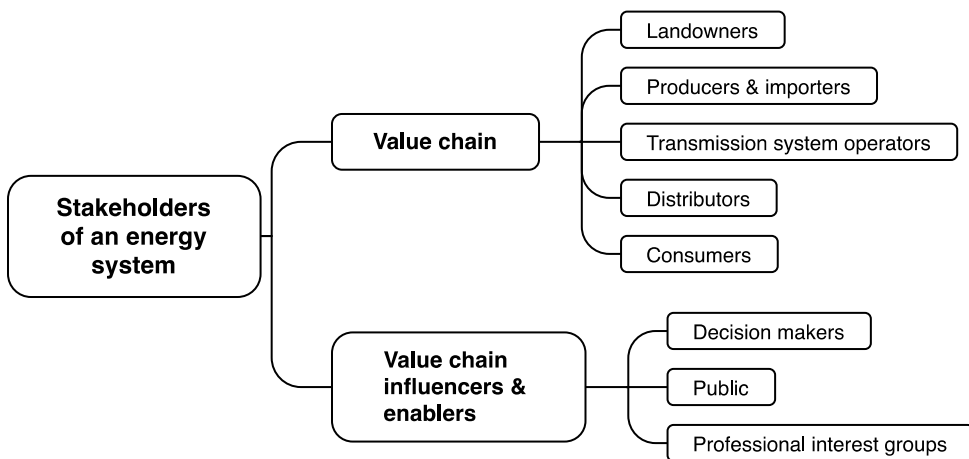 Stakeholders
of an energy
system
Value chain
Landowners
Producers & importers
Transmission system operators
Distributors
Consumers
Value chain
influencers &
enablers
Decision makers
Public
Professional interest groups